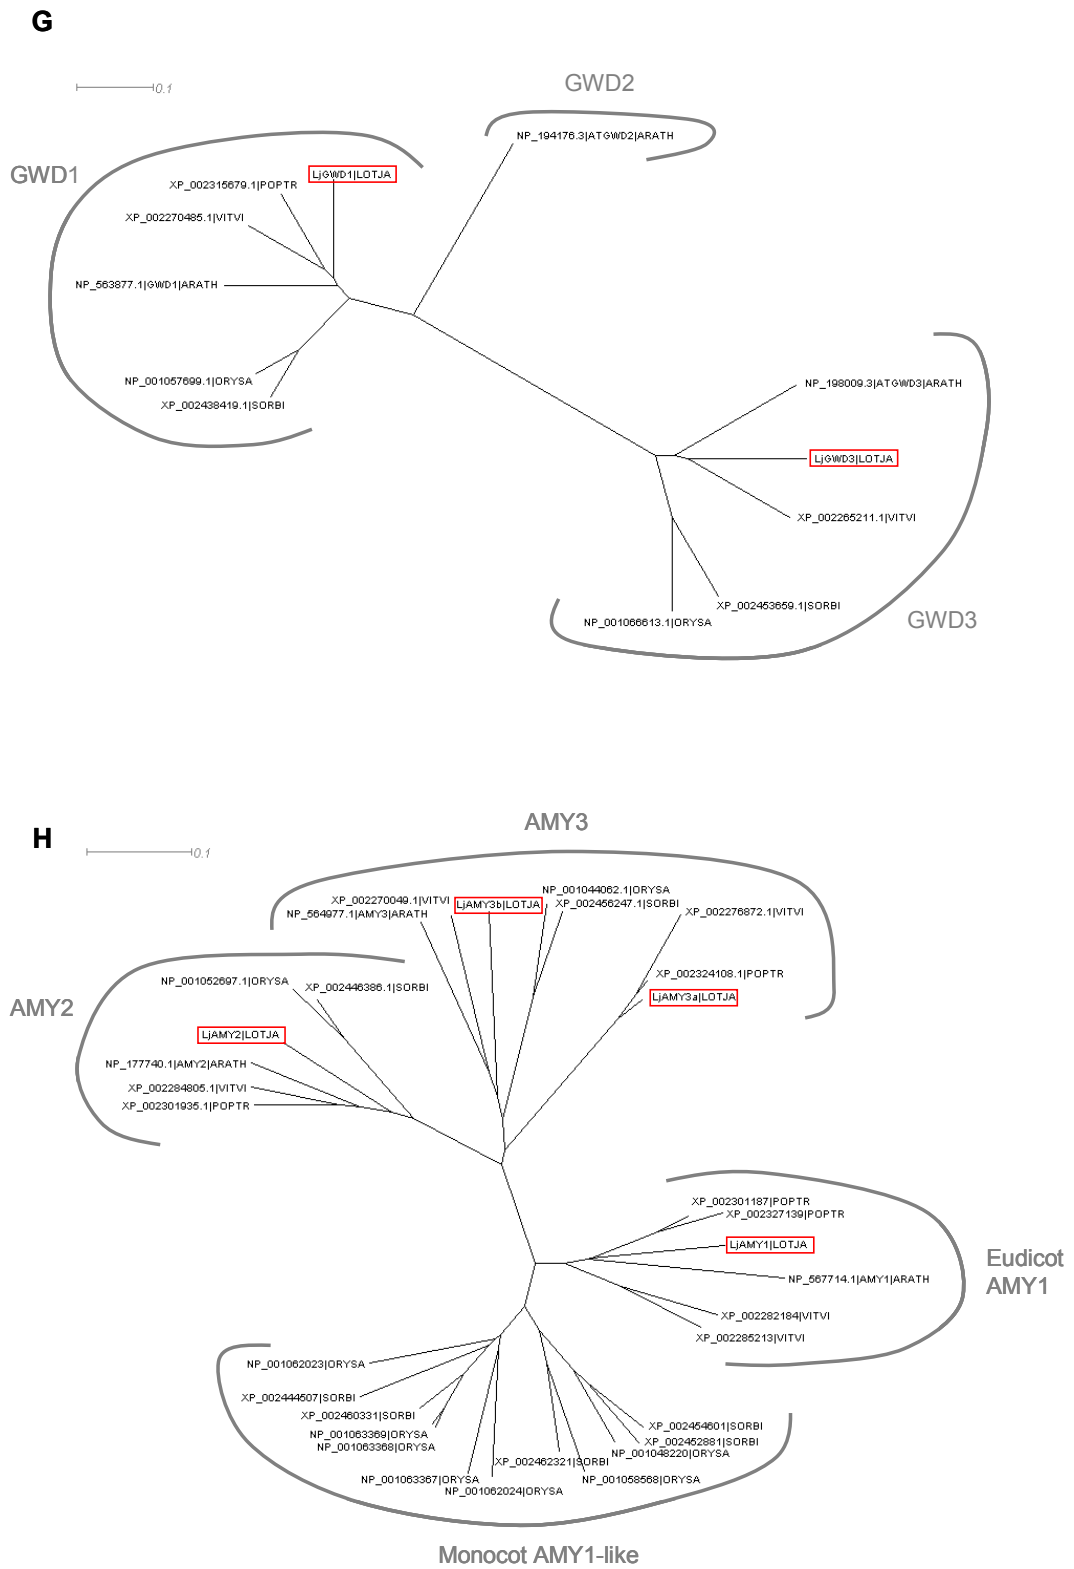 G
0.1
GWD2
NP_194176.3|ATGWD2|ARATH
GWD1
LjGWD1|LOTJA
XP_002315679.1|POPTR
XP_002270485.1|VITVI
NP_563877.1|GWD1|ARATH
NP_001057699.1|ORYSA
XP_002438419.1|SORBI
NP_198009.3|ATGWD3|ARATH
LjGWD3|LOTJA
XP_002265211.1|VITVI
XP_002453659.1|SORBI
NP_001066613.1|ORYSA
GWD3
H
0.1
AMY3
NP_001044062.1|ORYSA
XP_002270049.1|VITVI
LjAMY3b|LOTJA
XP_002456247.1|SORBI
NP_564977.1|AMY3|ARATH
XP_002276872.1|VITVI
XP_002324108.1|POPTR
LjAMY3a|LOTJA
AMY2
NP_001052697.1|ORYSA
XP_002446386.1|SORBI
LjAMY2|LOTJA
NP_177740.1|AMY2|ARATH
XP_002284805.1|VITVI
XP_002301935.1|POPTR
XP_002301187|POPTR
XP_002327139|POPTR
LjAMY1|LOTJA
NP_567714.1|AMY1|ARATH
XP_002282184|VITVI
XP_002285213|VITVI
Eudicot
AMY1
NP_001062023|ORYSA
XP_002444507|SORBI
XP_002460331|SORBI
NP_001063369|ORYSA
NP_001063368|ORYSA
NP_001063367|ORYSA
NP_001062024|ORYSA
XP_002462321|SORBI
NP_001058568|ORYSA
XP_002454601|SORBI
XP_002452881|SORBI
NP_001048220|ORYSA
Monocot AMY1-like